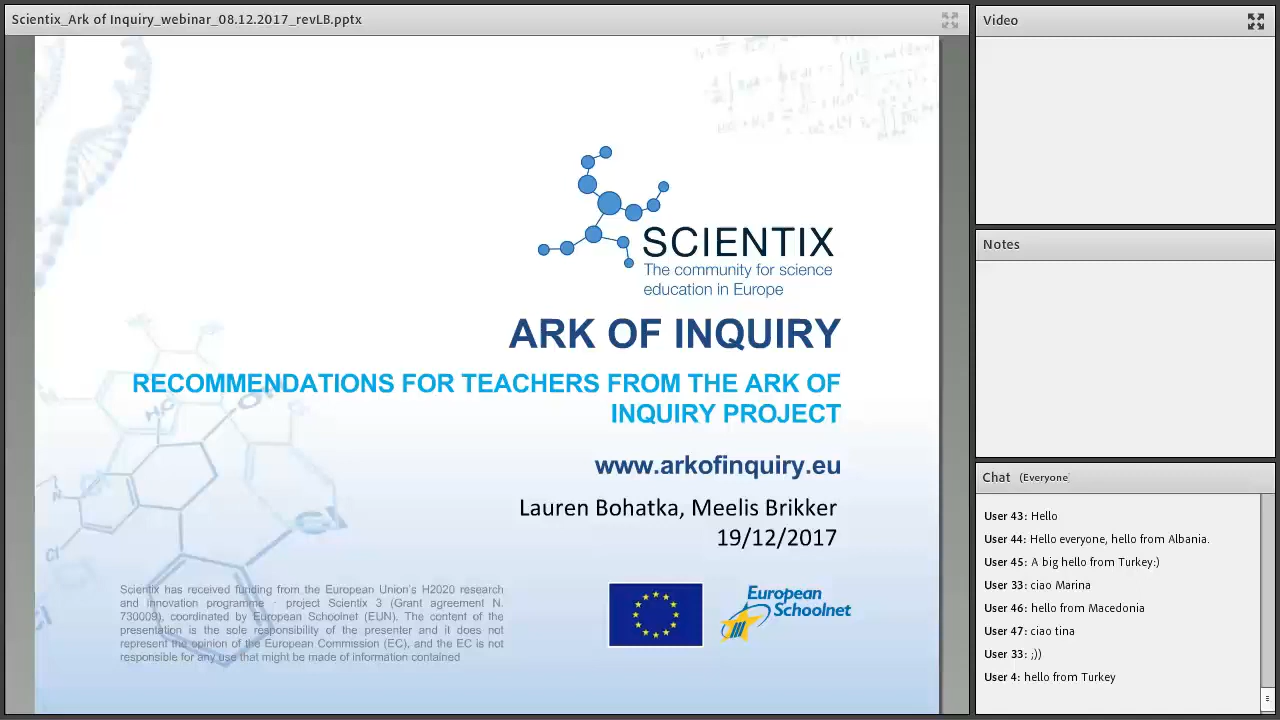 Scientix_Ark of Inquiry_webinar_08.12.2017_revLB.pptx
SCIENTIX
The community for science
education in Europe
ARK OF INQUIRY
RECOMMENDATIONS FOR TEACHERS FROM THE ARK OF
INQUIRY PROJECT
www.arkofinquiry.eu
Lauren Bohatka, Meelis Brikker
19/12/2017
Scientix has received funding from the European Union's H2020 research
and innovation programme - project Scientix 3 (Grant agreement N.
730009), coordinated by European Schoolnet (EUN). The content of the
presentation is the sole responsibility of the presenter and it does not
represent the opinion of the European Commission (EC), and the EC is not
responsible for any use that might be made of information contained
European
Schoolnet
Video
Notes
Chat (Everyone
User 43: Hello
User 44: Hello everyone, hello from Albania.
User 45: A big hello from Turkey:)
User 33: ciao Marina
User 46: hello from Macedonia
User 47: ciao tina
User 33: ;))
User 4: hello from Turkey